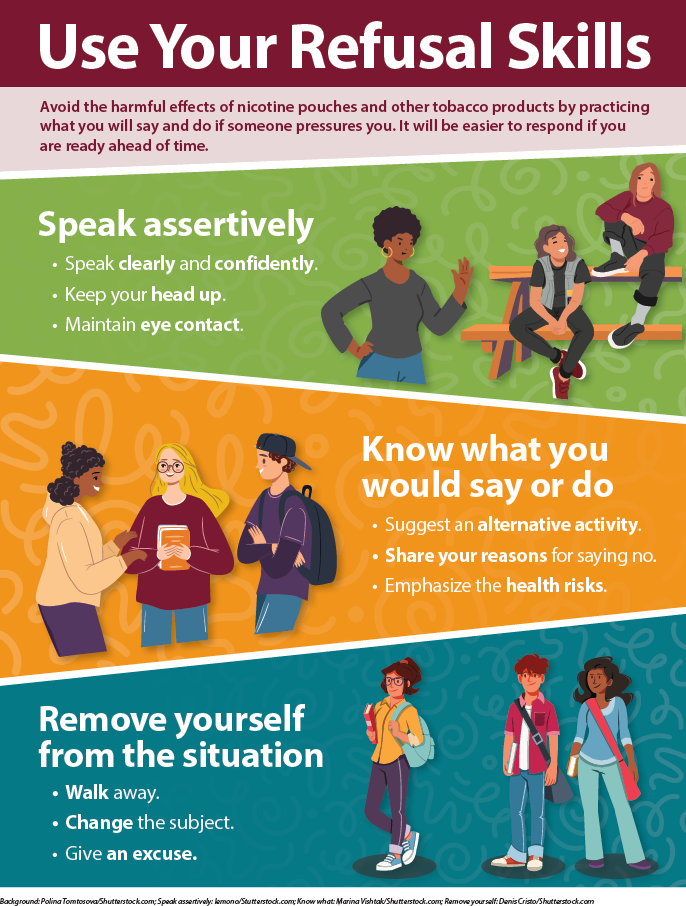 Use Your Refusal Skills
Avoid the harmful effects of nicotine pouches and other tobacco products by practicing
what you will say and do if someone pressures you. It will be easier to respond if you
are ready ahead of time.
Speak assertively
• Speak clearly and confidently.
• Keep your head up.
• Maintain eye contact.
Know what you
would say or do
• Suggest an alternative activity.
• Share your reasons for saying no.
• Emphasize the health risks.
Remove yourself
from the situation
• Walk away.
• Change the subject.
• Give an excuse.
Background: Polina Tomtosova/Shutterstock.com; Speak assertively: lemono/Stutterstock.com; Know what: Marina Vishtak/Shutterstock.com; Remove yourself: Denis Cristo/Shutterstock.com